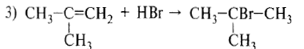 3) CH₃-C=CH₂ + HBr → CH₃-CBr-CH₃
CH₃ CH₃